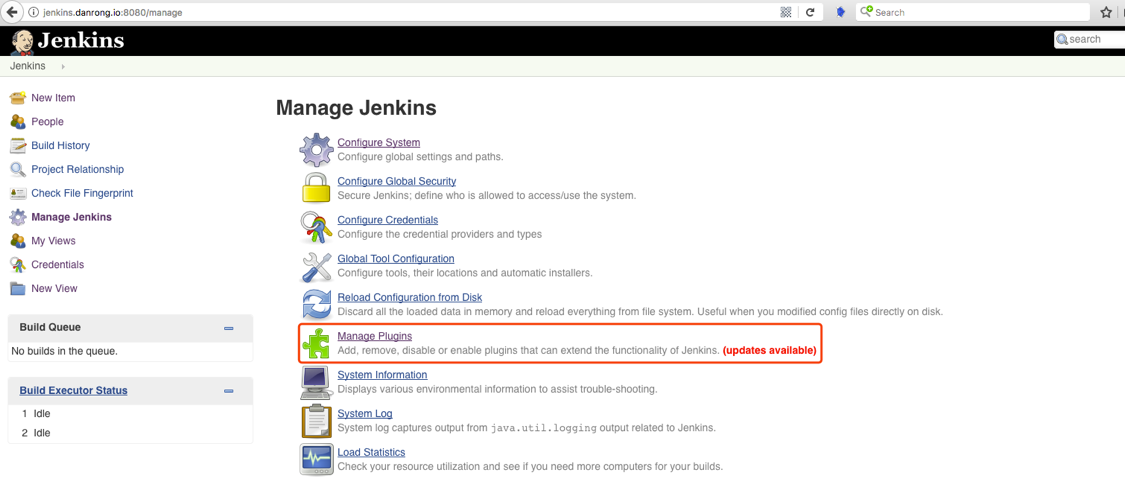 jenkins.danrong.io:8080/manage
Search
Jenkins
search
Jenkins
New Item
People
Build History
Project Relationship
Check File Fingerprint
Manage Jenkins
My Views
Credentials
New View
Build Queue
No builds in the queue.
Build Executor Status
1 Idle
2 Idle
Manage Jenkins
Configure System
Configure global settings and paths.
Configure Global Security
Secure Jenkins; define who is allowed to access/use the system.
Configure Credentials
Configure the credential providers and types
Global Tool Configuration
Configure tools, their locations and automatic installers.
Reload Configuration from Disk
Discard all the loaded data in memory and reload everything from file system. Useful when you modified config files directly on disk.
Manage Plugins
Add, remove, disable or enable plugins that can extend the functionality of Jenkins. (updates available)
System Information
Displays various environmental information to assist trouble-shooting.
System Log
System log captures output from java.util.logging output related to Jenkins.
Load Statistics
Check your resource utilization and see if you need more computers for your builds.